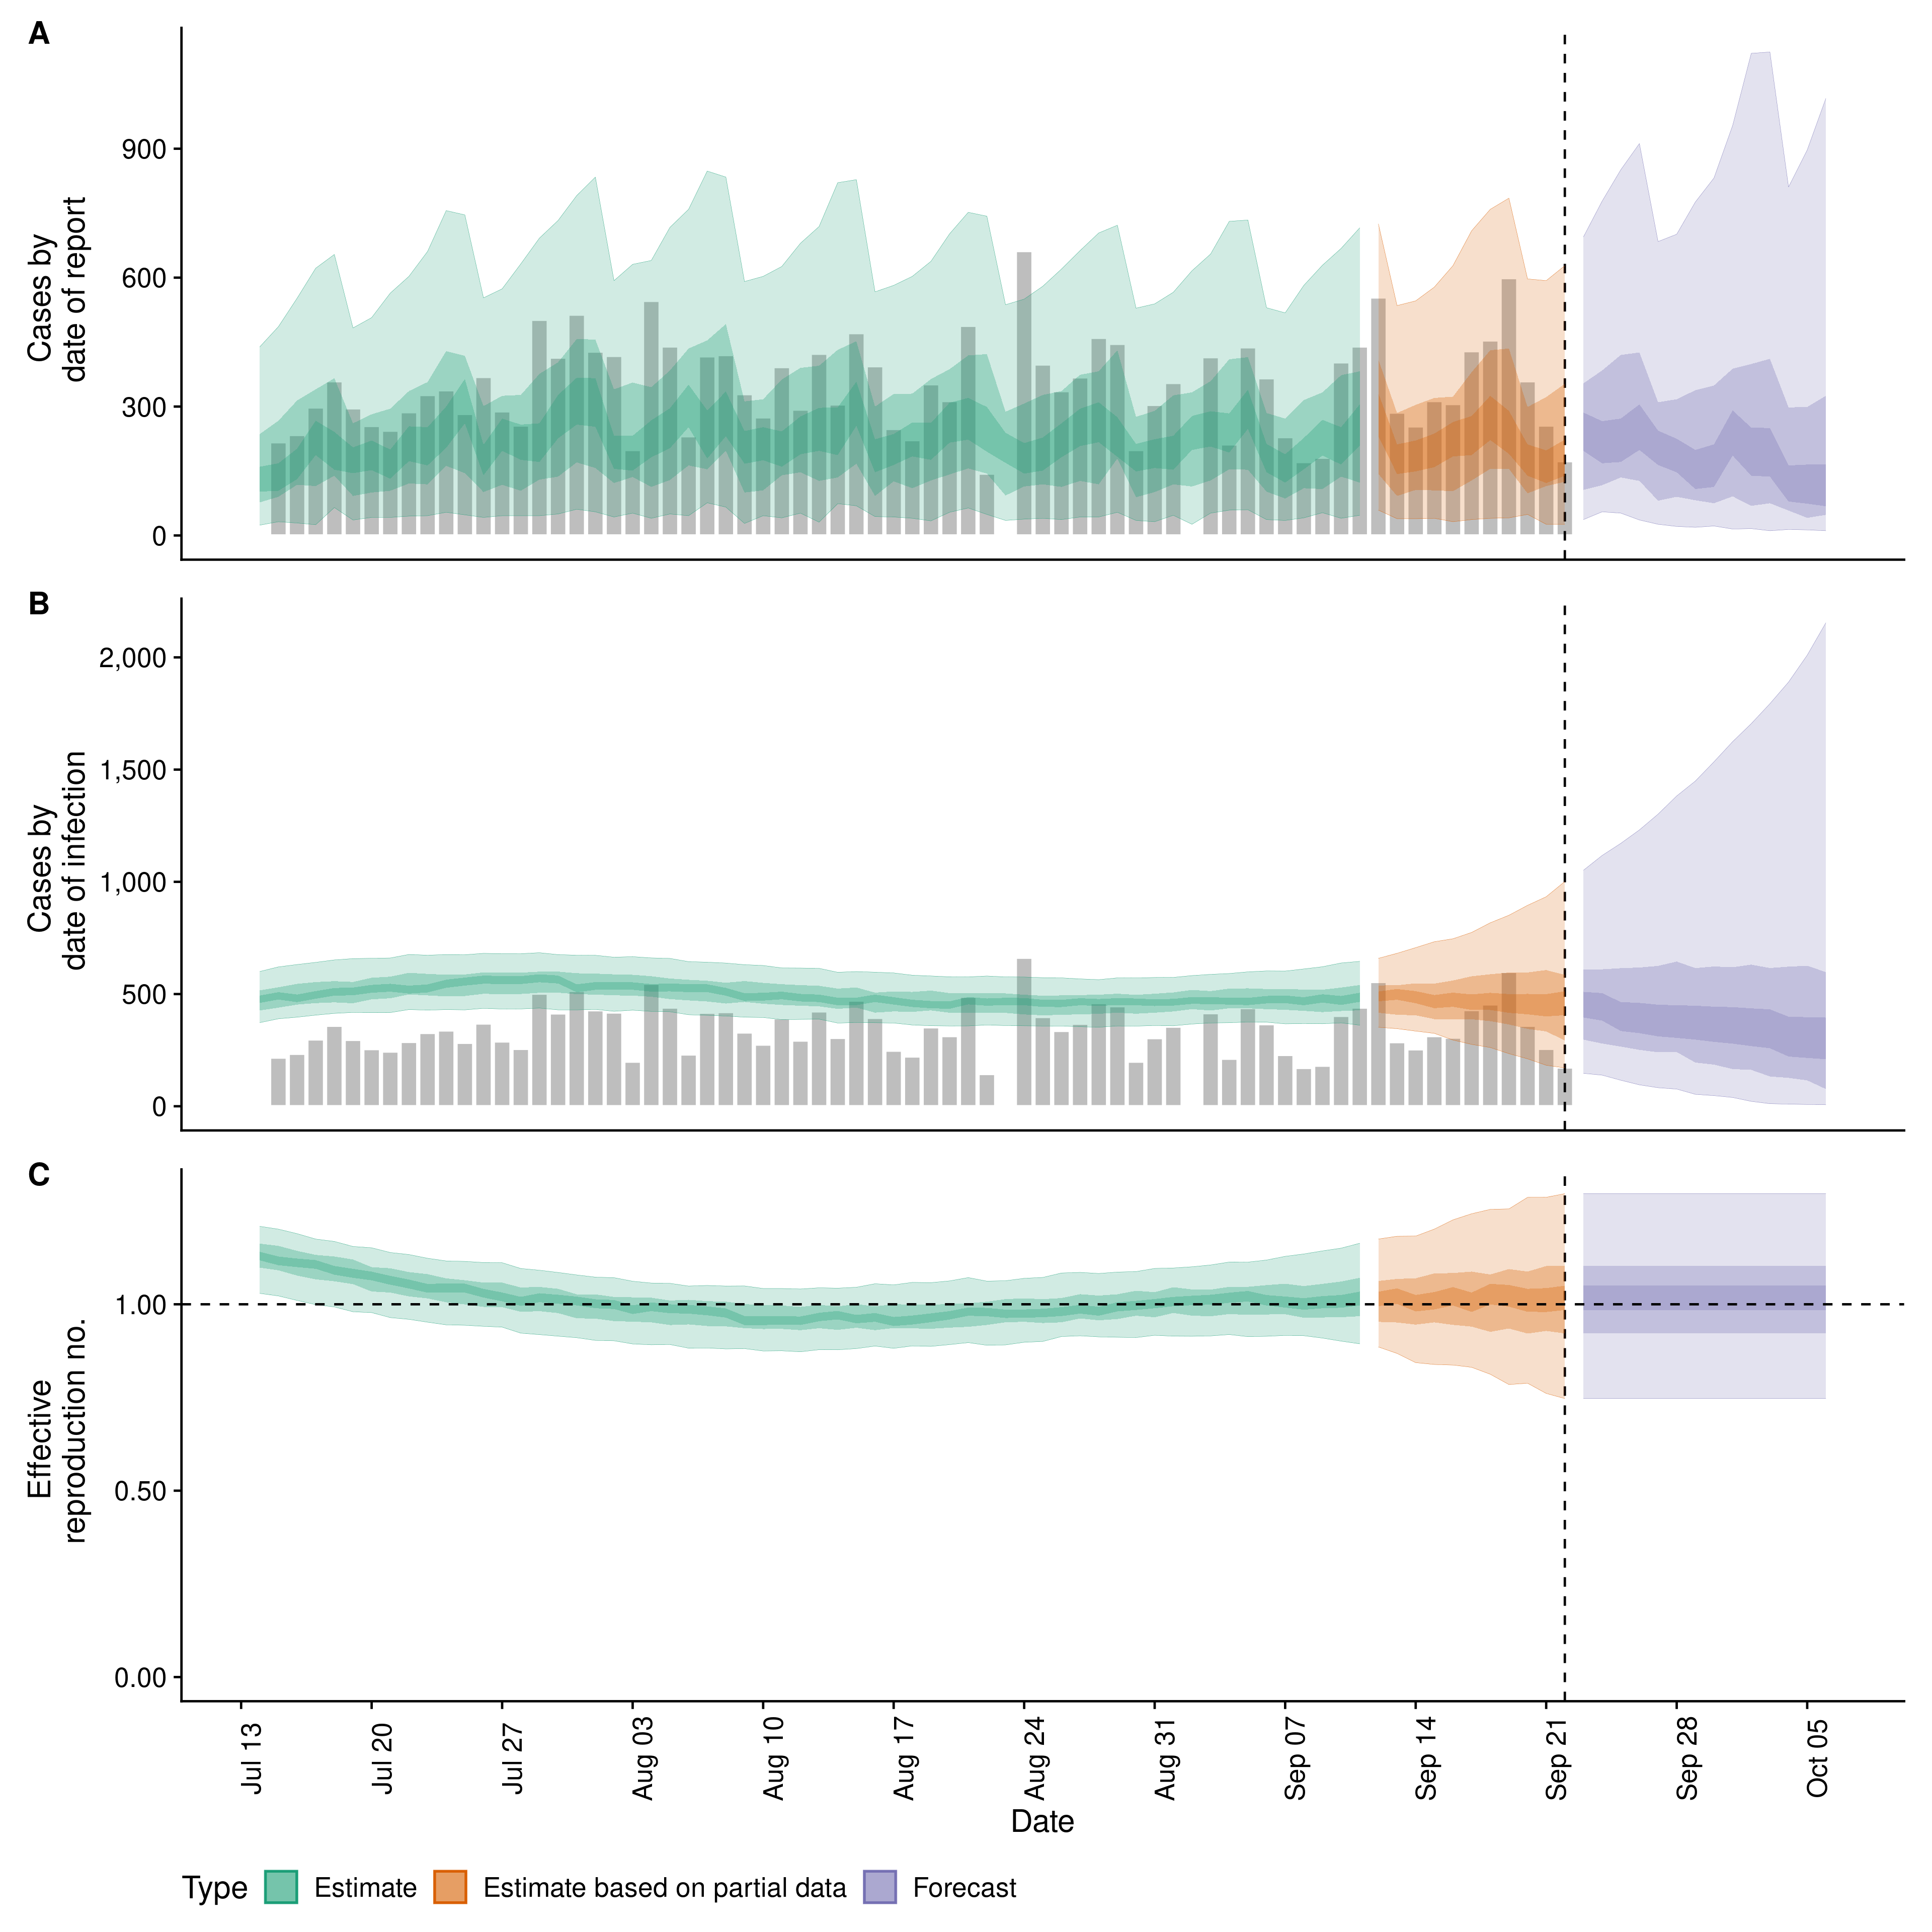 A
Cases by
date of report
900
600
300
0
B
Cases by
date of infection
2,000
1,500
1,000
500
0
C
Effective
reproduction no.
1.00
0.50
0.00
Jul 13
Jul 20
Jul 27
Aug 03
Aug 10
Aug 17
Aug 24
Aug 31
Sep 07
Sep 14
Sep 21
Sep 28
Oct 05
Date
Type
Estimate
Estimate based on partial data
Forecast